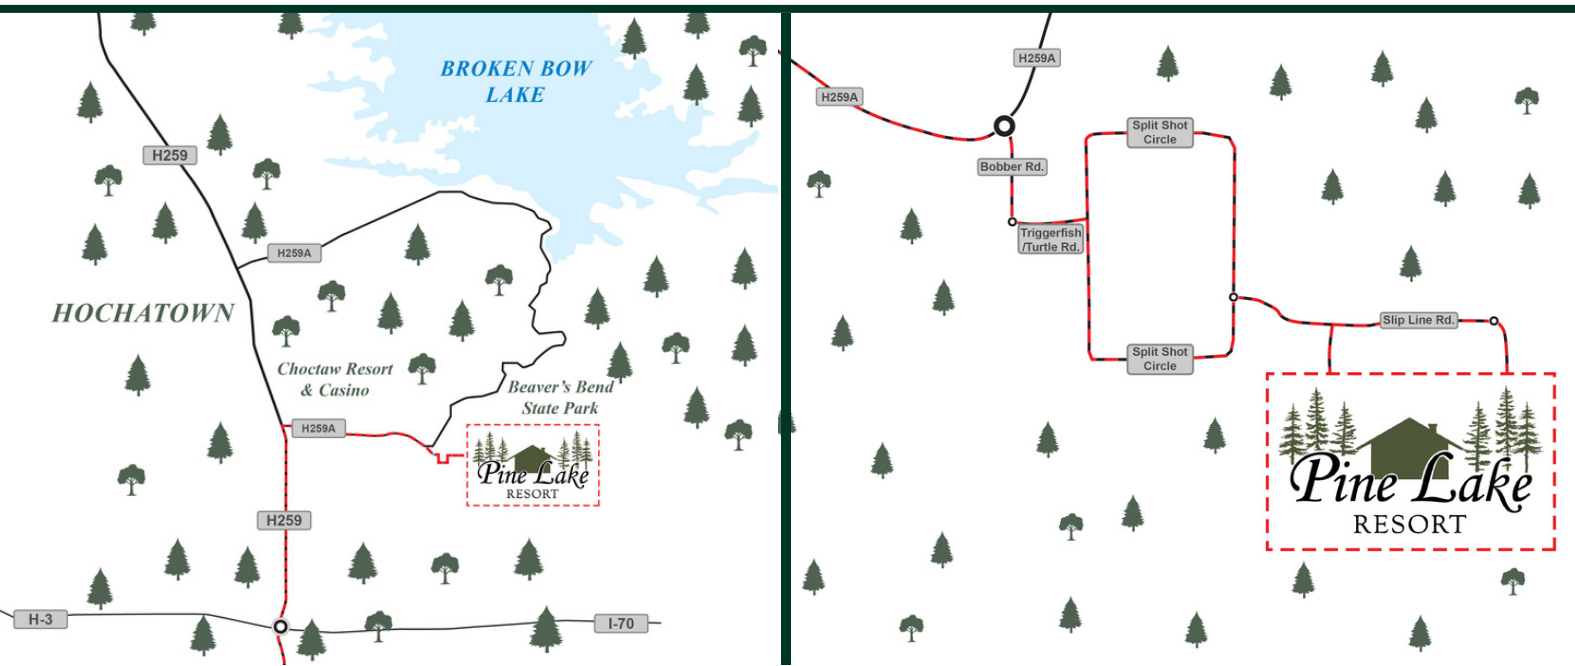 BROKEN BOW
LAKE
H259
H259A
HOCHATOWN
Choctaw Resort
& Casino
Beaver's Bend
State Park
H259A
Pine Lake
RESORT
H259
H-3
I-70
H259A
H259A
Split Shot
Circle
Bobber Rd.
Triggerfish
/Turtle Rd.
Slip Line Rd.
Split Shot
Circle
Pine Lake
RESORT